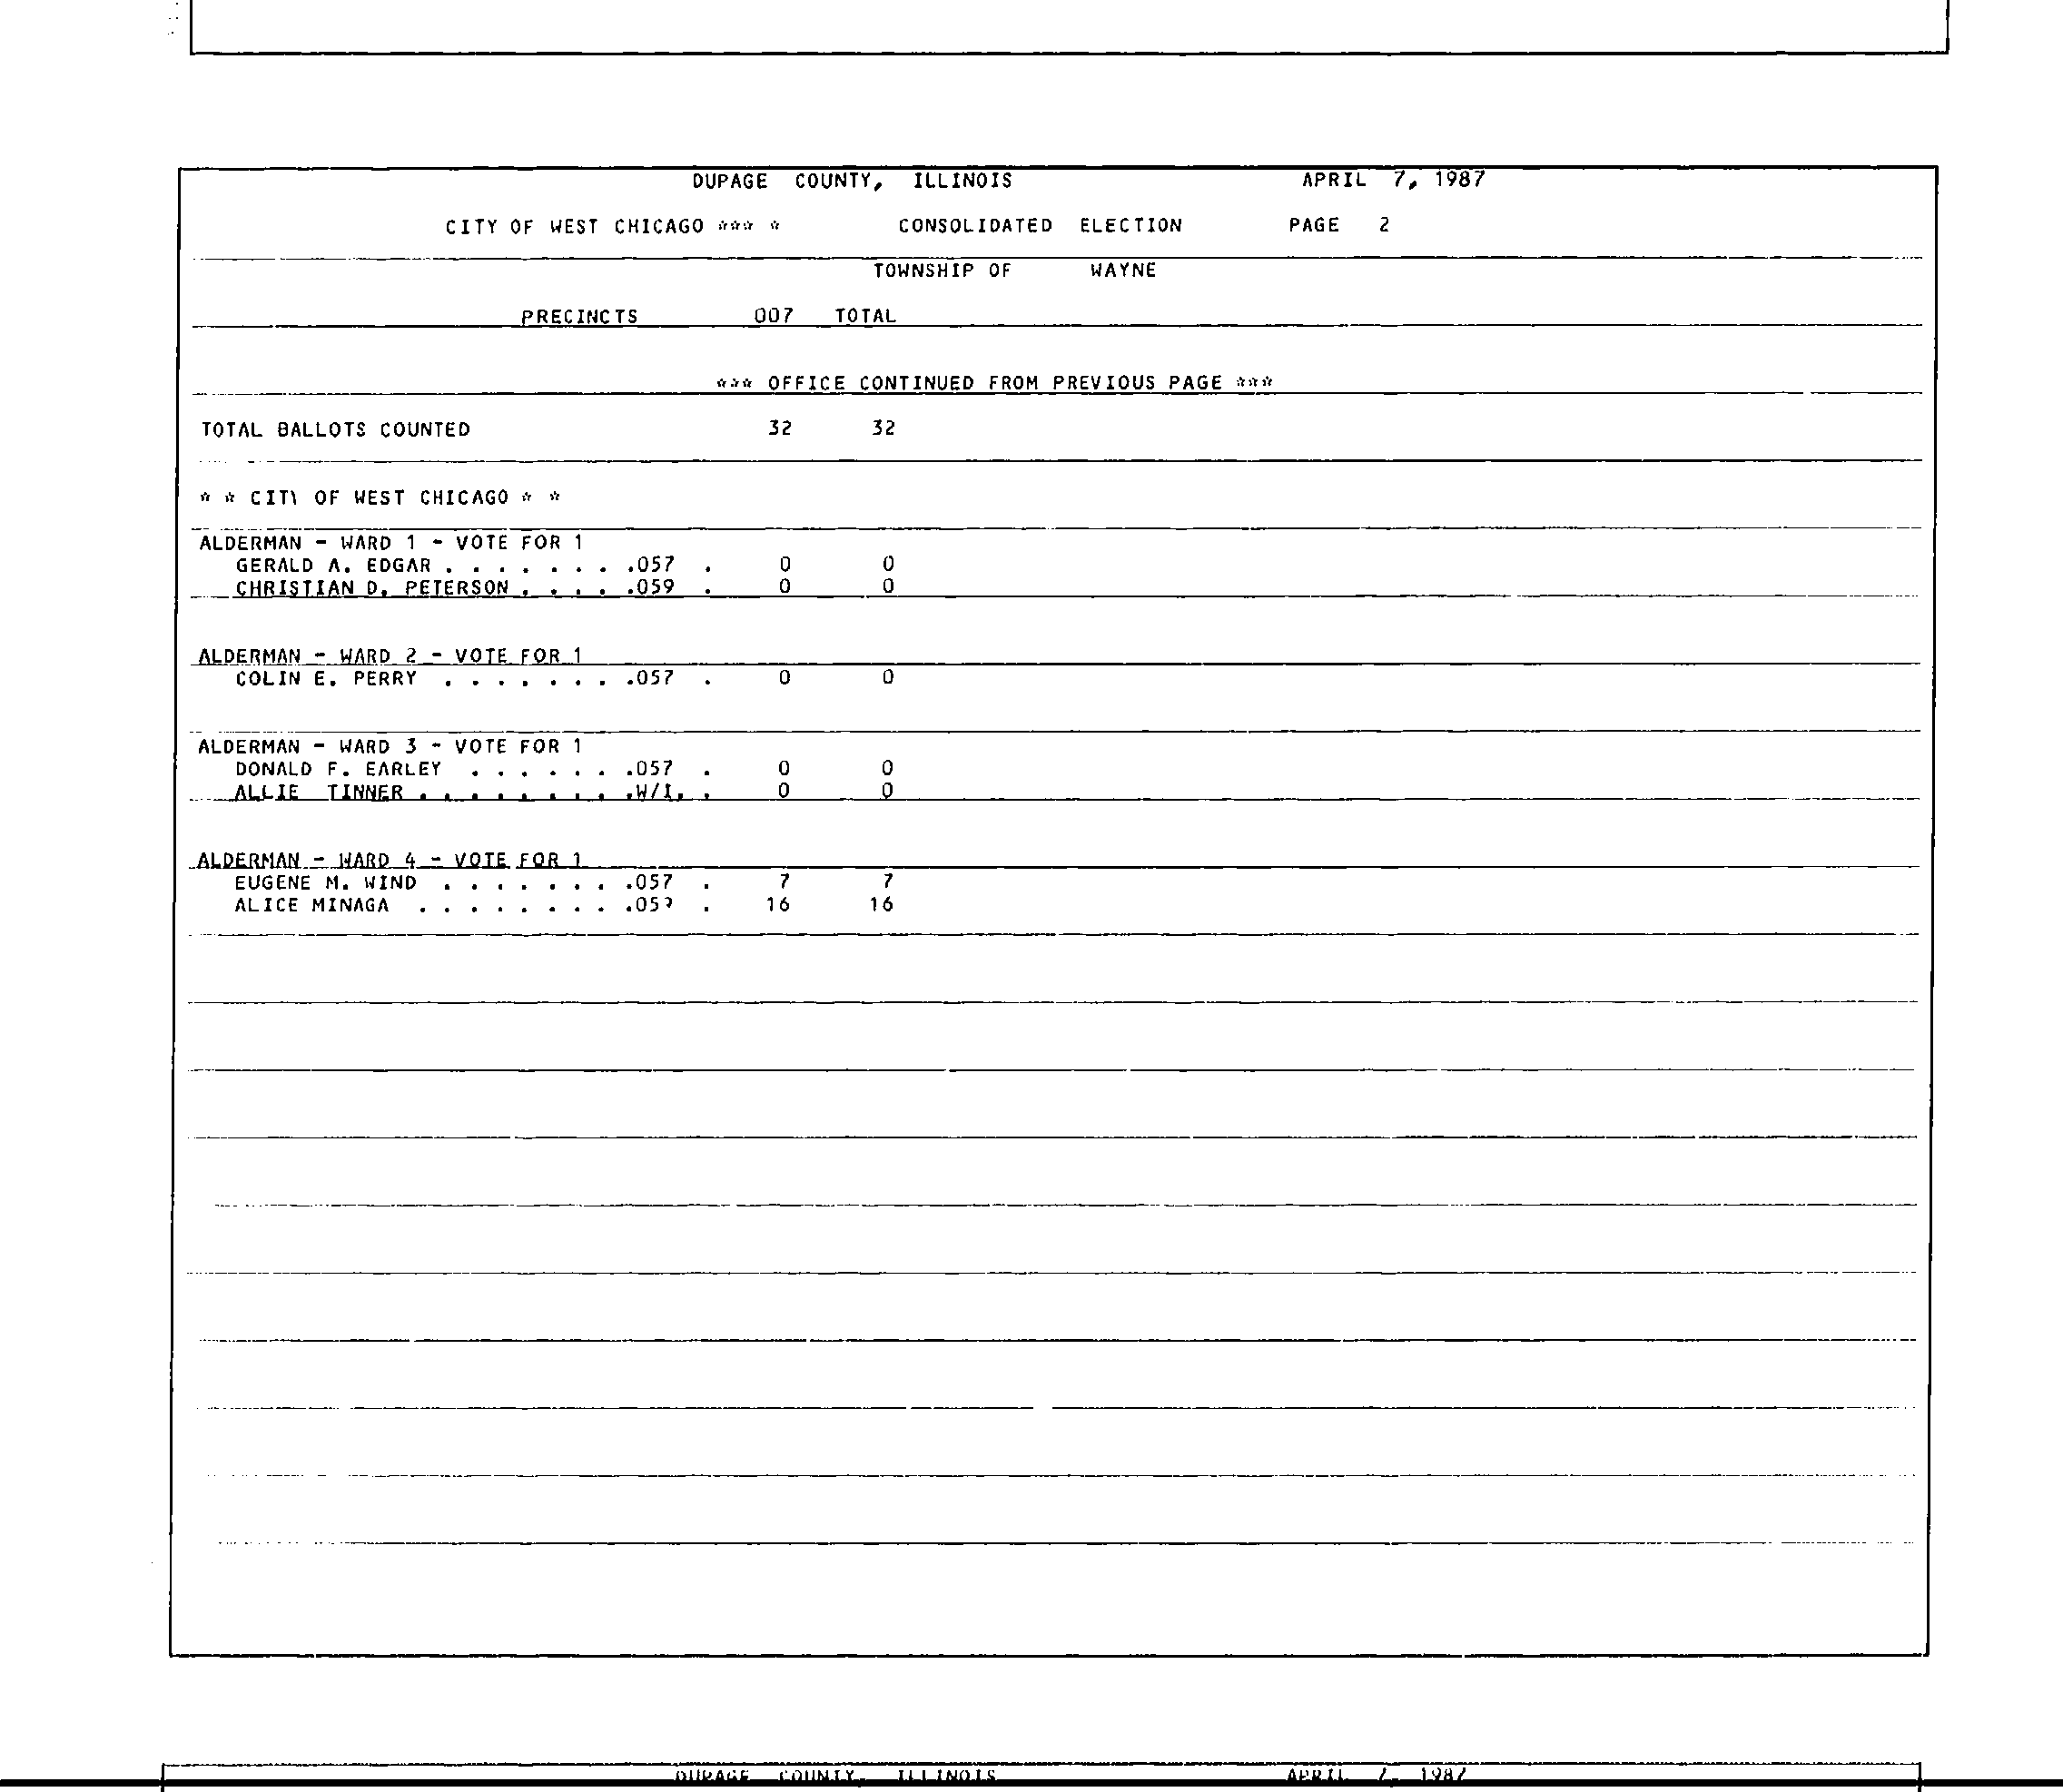 DUPAGE COUNTY, ILLINOIS APRIL 7, 1987
CITY OF WEST CHICAGO *** * CONSOLIDATED ELECTION PAGE 2
TOWNSHIP OF WAYNE
PRECINCTS 007 TOTAL
*** OFFICE CONTINUED FROM PREVIOUS PAGE ***
TOTAL BALLOTS COUNTED 32 32
* * CITY OF WEST CHICAGO * *
ALDERMAN - WARD 1 - VOTE FOR 1
GERALD A. EDGAR . . . . . . . .057 . 0 0
CHRISTIAN D. PETERSON . . . . .059 . 0 0
ALDERMAN - WARD 2 - VOTE FOR 1
COLIN E. PERRY . . . . . . . .057 . 0 0
ALDERMAN - WARD 3 - VOTE FOR 1
DONALD F. EARLEY . . . . . . .057 . 0 0
ALLIE TINNER . . . . . . . . .W/I. . 0 0
ALDERMAN - WARD 4 - VOTE FOR 1
EUGENE M. WIND . . . . . . . .057 . 7 7
ALICE MINAGA . . . . . . . . . . 16 16
DUPAGE COUNTY, ILLINOIS APRIL 7, 1987